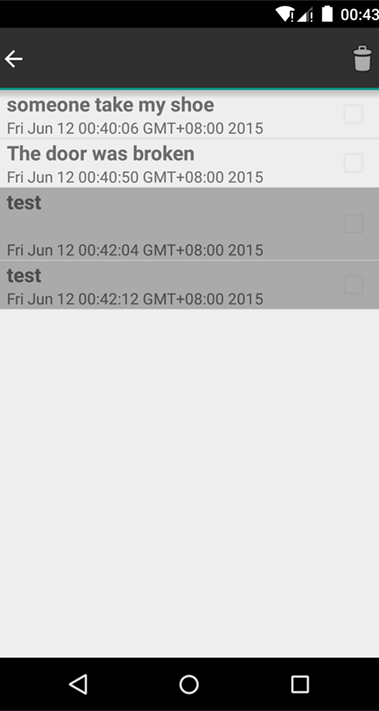 00:43
someone take my shoe
Fri Jun 12 00:40:06 GMT+08:00 2015
The door was broken
Fri Jun 12 00:40:50 GMT+08:00 2015
test
Fri Jun 12 00:42:04 GMT+08:00 2015
test
Fri Jun 12 00:42:12 GMT+08:00 2015